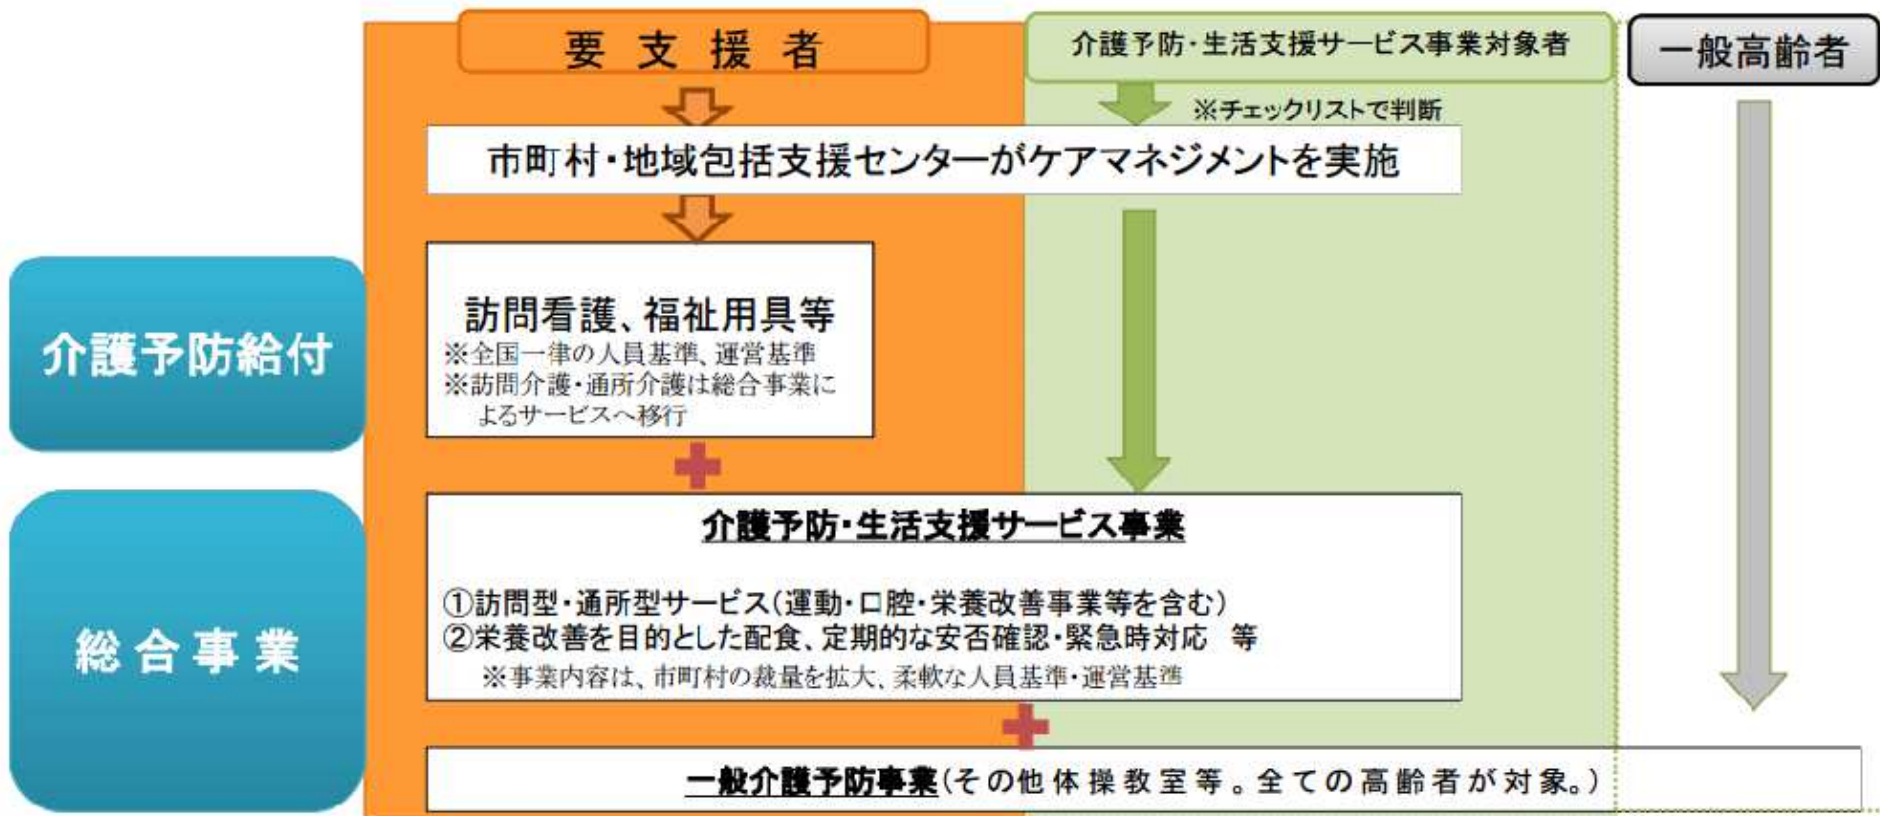 要支援者
介護予防・生活支援サービス事業対象者
一般高齢者
※チェックリストで判断
市町村・地域包括支援センターがケアマネジメントを実施
介護予防給付
訪問看護、福祉用具等
※全国一律の人員基準、運営基準
※訪問介護・通所介護は総合事業に
よるサービスへ移行
総合事業
介護予防・生活支援サービス事業
①訪問型・通所型サービス(運動・口腔・栄養改善事業等を含む)
②栄養改善を目的とした配食、定期的な安否確認・緊急時対応 等
※事業内容は、市町村の裁量を拡大、柔軟な人員基準・運営基準
一般介護予防事業(その他体操教室等。全ての高齢者が対象。)